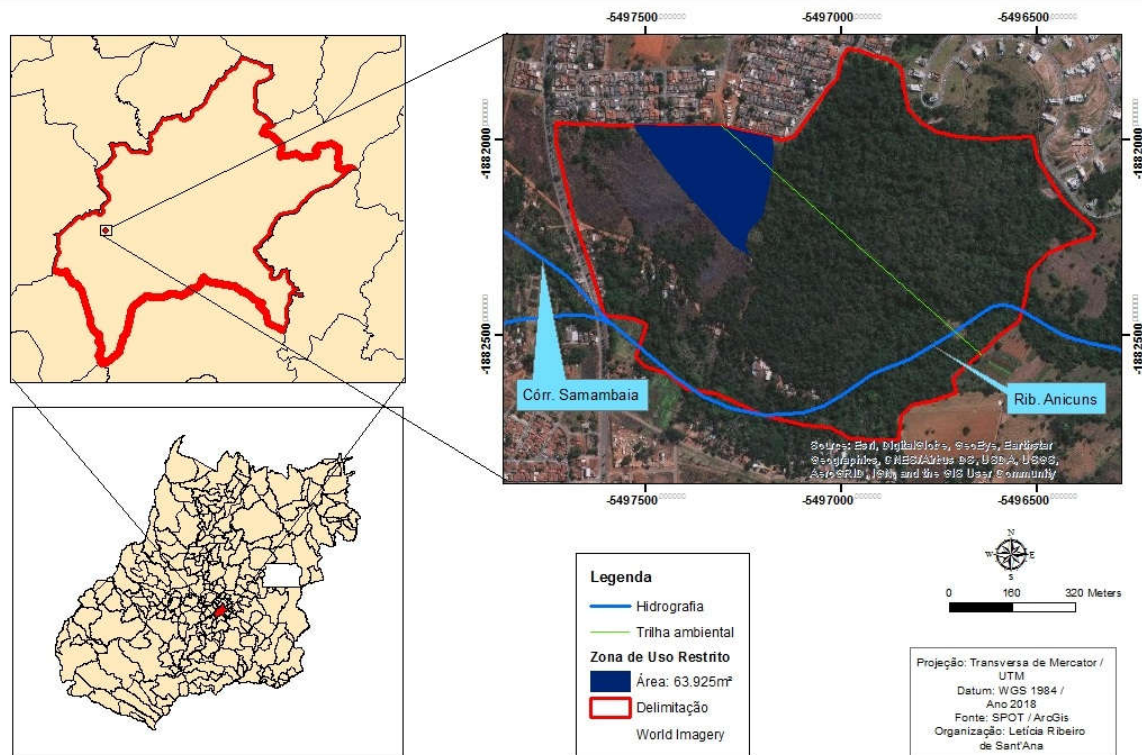 -5497500
-5497000
-5496500
-1882000
-1882000
-1882500
-1882500
Córr. Samambaia
Rib. Anicuns
Source: Esri, DigitalGlobe, GeoEye, Earthstar
Geographics, CNES/Airbus DS, USDA, USGS,
AeroGRID, IGN, and the GIS User Community
-5497500
-5497000
-5496500
N
W E
S
0 160 320 Meters
Legenda
Hidrografia
Trilha ambiental
Zona de Uso Restrito
Área: 63.925m²
Delimitação
World Imagery
Projeção: Transversa de Mercator /
UTM
Datum: WGS 1984 /
Ano 2018
Fonte: SPOT / ArcGis
Organização: Letícia Ribeiro
de Sant'Ana